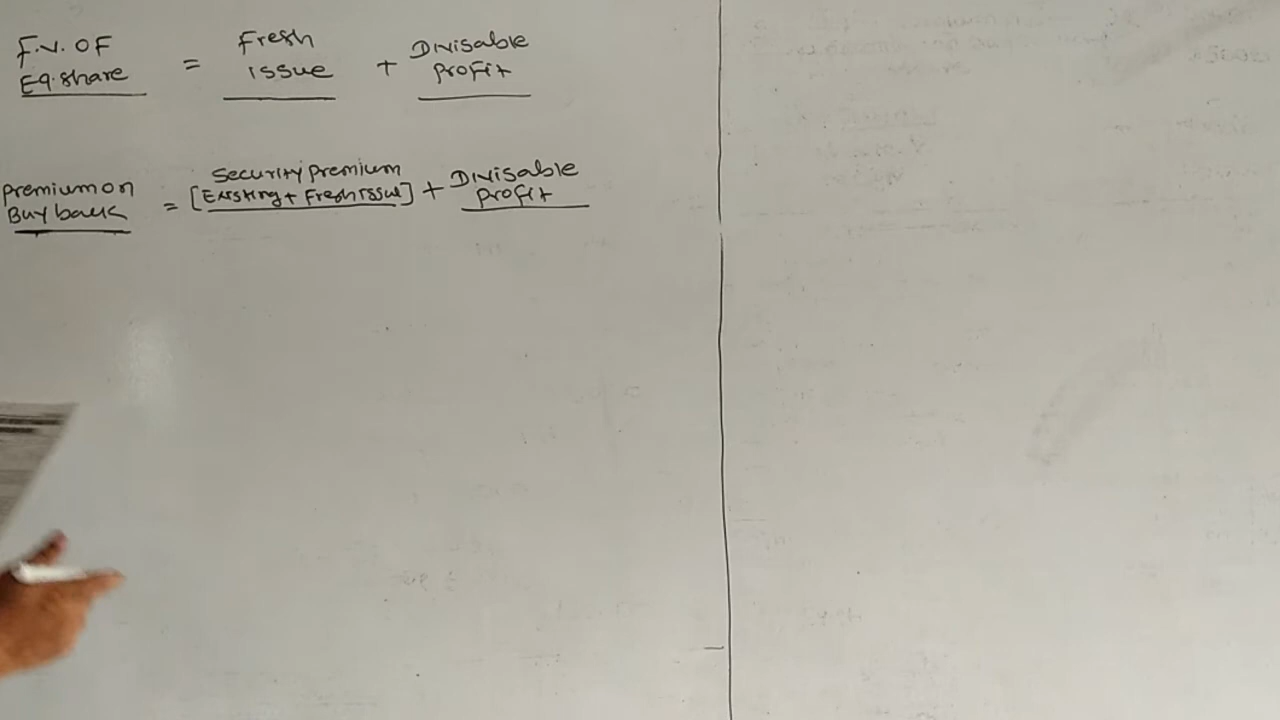 F.V. OF Eq. share = Fresh issue + Divisable profit
Premium on Buy back = Security premium [Existing + Fresh issue] + Divisable profit